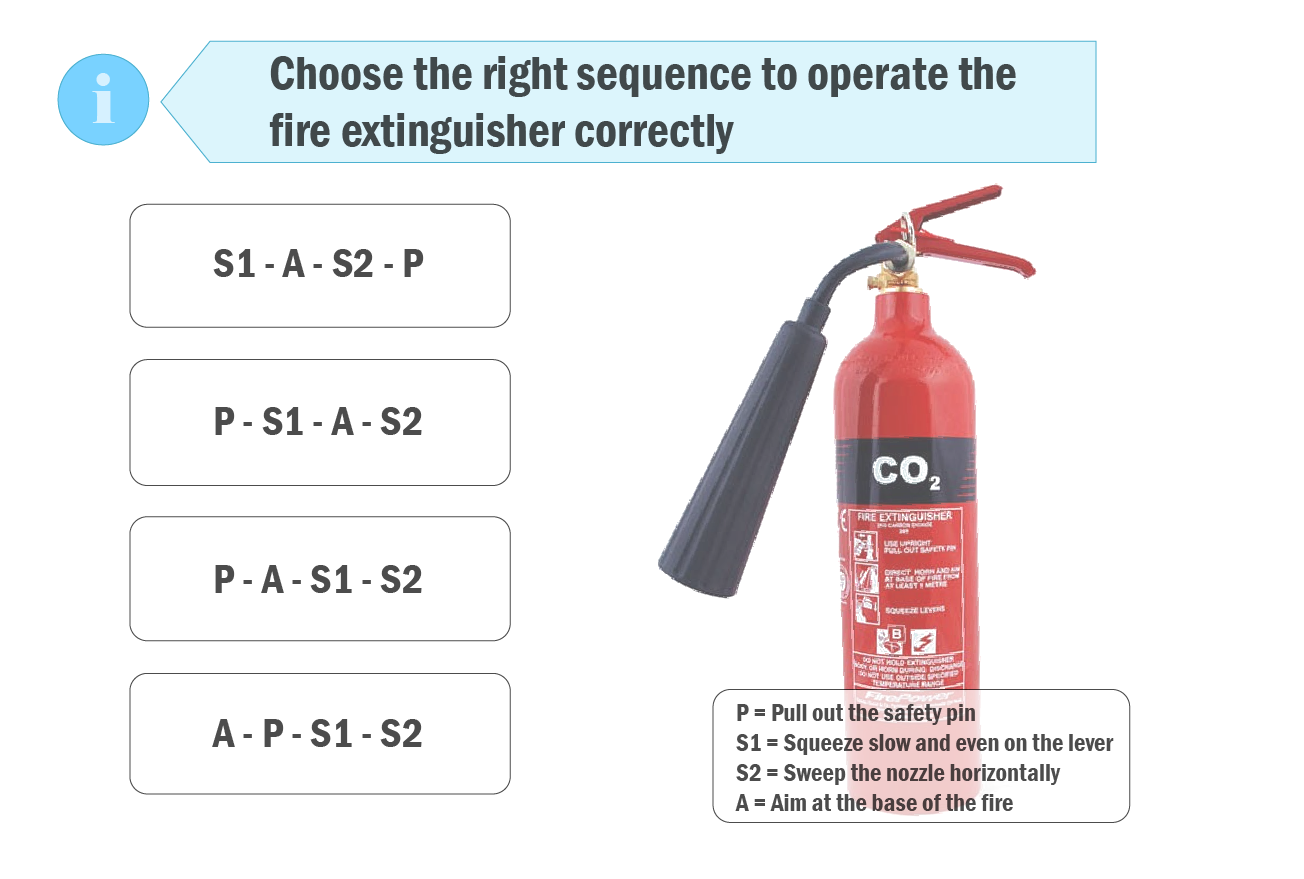 i
Choose the right sequence to operate the
fire extinguisher correctly
S1 - A - S2 - P
P - S1 - A - S2
P - A - S1 - S2
A - P - S1 - S2
CO2
FIRE EXTINGUISHER
USE UPRIGHT
PULL OUT SAFETY PIN
DIRECT HORN AND AIM
AT BASE OF FIRE FROM
AT LEAST
METRE
SQUEEZE LEVERS
B
DO NOT HOLD EXTINGUISHER
BODY OR HORN DURING DISCHARGE
DO NOT USE OUTSIDE SPECIFIED
TEMPERATURE RANGE
FirePower
P = Pull out the safety pin
S1 = Squeeze slow and even on the lever
S2 = Sweep the nozzle horizontally
A = Aim at the base of the fire